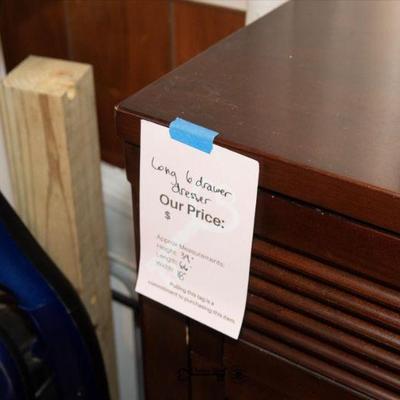 Long 6 drawer
dresser
Our Price:
$
Approx Measurements:
Height: 34"
Length: 66"
Width: 18"
Pulling this tag is a
commitment to purchasing this item.